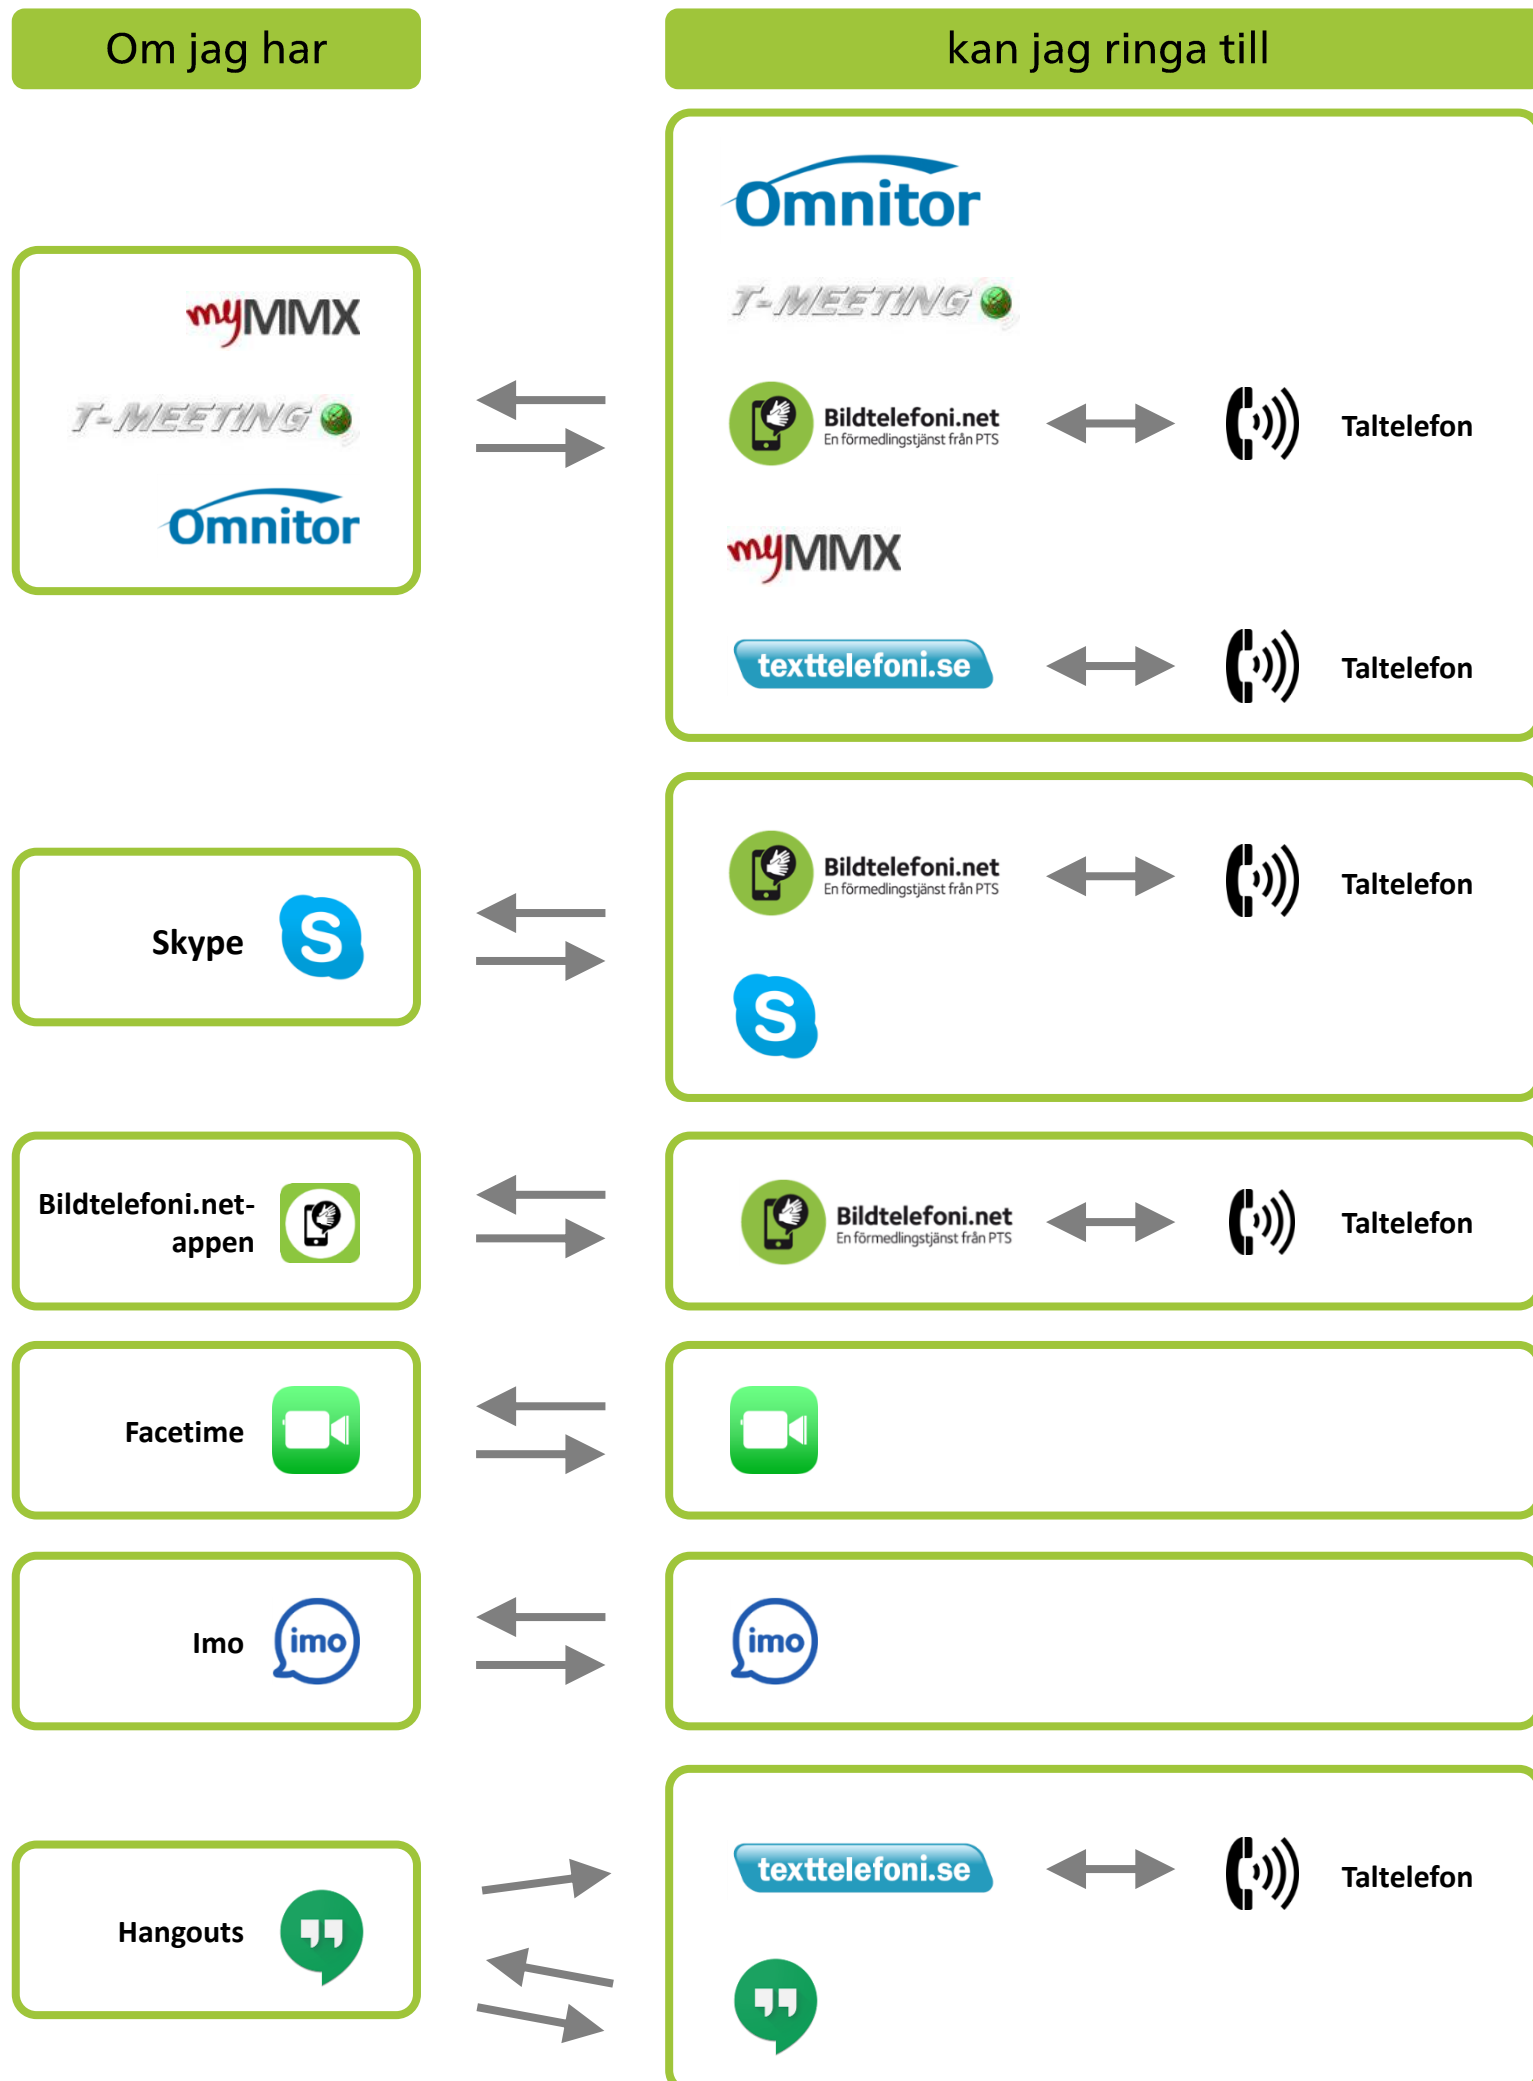 Om jag har
kan jag ringa till
myMMX
T-MEETING
Omnitor
Omnitor
T-MEETING
Bildtelefoni.net
En förmedlingstjänst från PTS
Taltelefon
myMMX
texttelefoni.se
Taltelefon
Skype
S
Bildtelefoni.net
En förmedlingstjänst från PTS
Taltelefon
S
Bildtelefoni.net-
appen
Bildtelefoni.net
En förmedlingstjänst från PTS
Taltelefon
Facetime
Imo
imo
imo
Hangouts
texttelefoni.se
Taltelefon